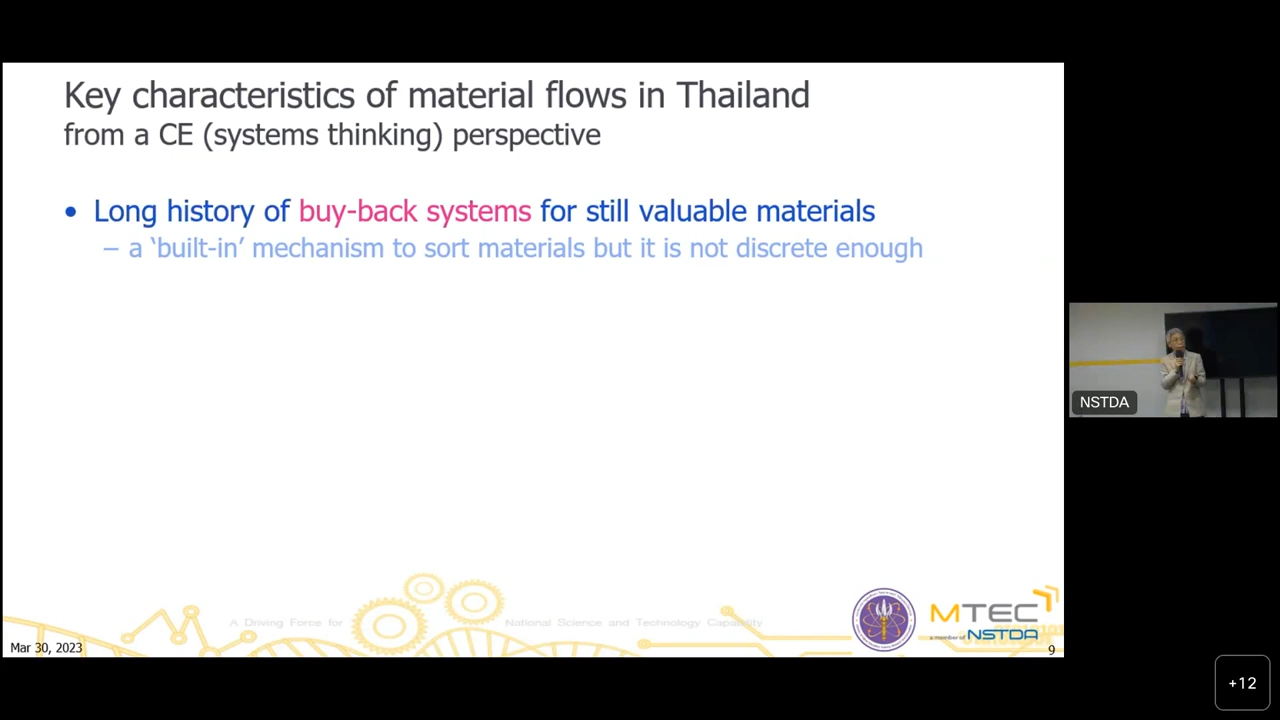 Key characteristics of material flows in Thailand
from a CE (systems thinking) perspective
• Long history of buy-back systems for still valuable materials
– a ‘built-in’ mechanism to sort materials but it is not discrete enough
NSTDA
A Driving Force for National Science and Technology Capability
MTEC
a member of NSTDA
Mar 30, 2023
9
+12